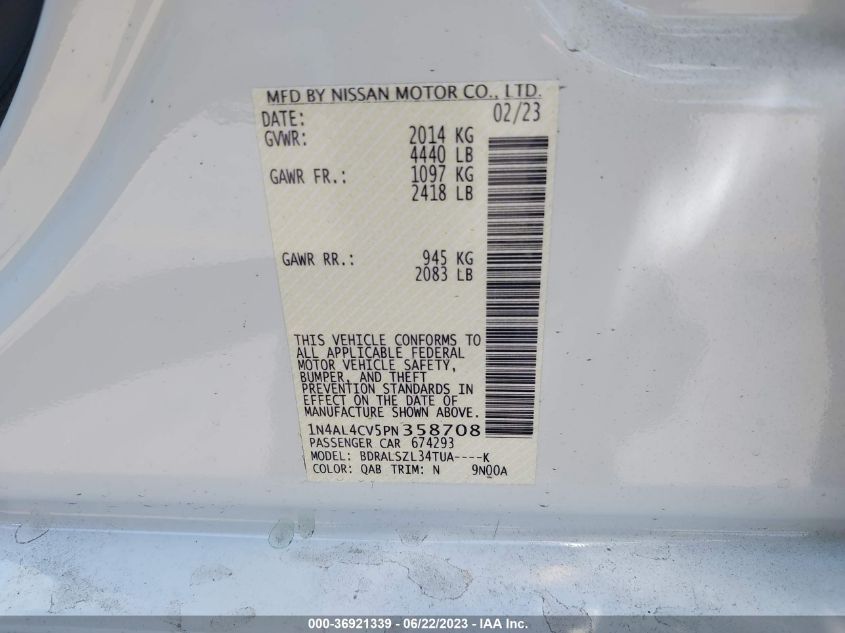 MFD BY NISSAN MOTOR CO., LTD.
DATE: 02/23
GVWR: 2014 KG
4440 LB
GAWR FR.: 1097 KG
2418 LB
GAWR RR.: 945 KG
2083 LB
THIS VEHICLE CONFORMS TO
ALL APPLICABLE FEDERAL
MOTOR VEHICLE SAFETY,
BUMPER, AND THEFT
PREVENTION STANDARDS IN
EFFECT ON THE DATE OF
MANUFACTURE SHOWN ABOVE.
1N4AL4CV5PN358708
PASSENGER CAR 674293
MODEL: BDRALSZL34TUA----K
COLOR: QAB TRIM: N 9N00A
000-36921339 - 06/22/2023 - IAA Inc.